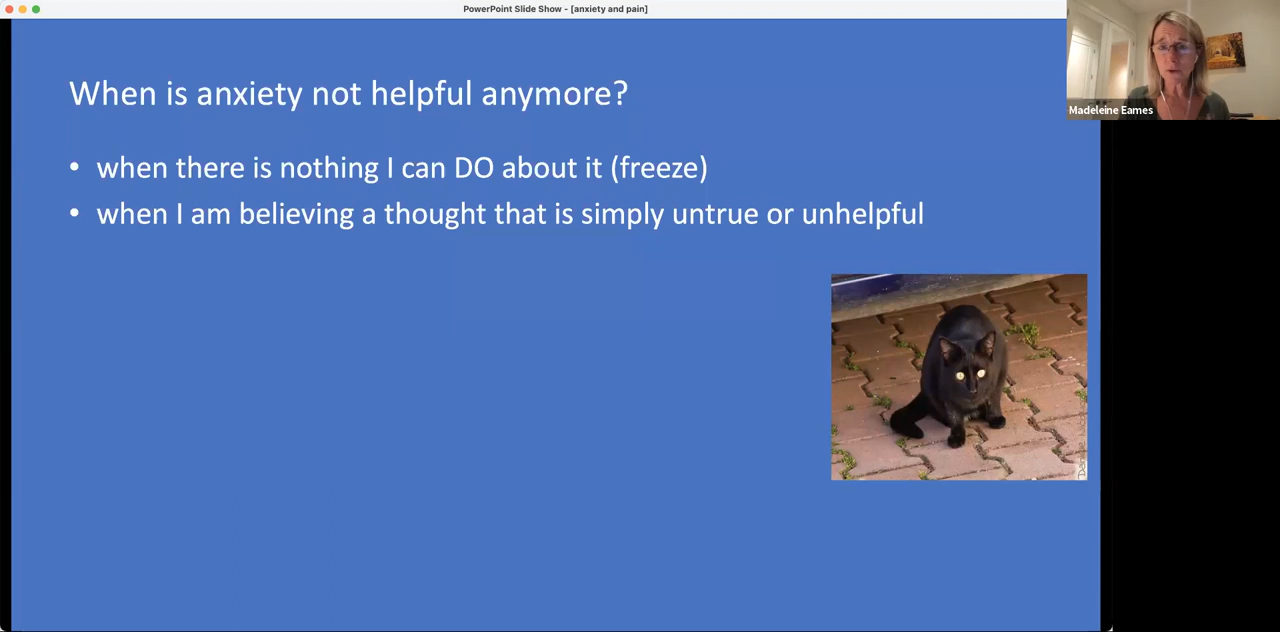 PowerPoint Slide Show - [anxiety and pain]
Madeleine Eames
When is anxiety not helpful anymore?
• when there is nothing I can DO about it (freeze)
• when I am believing a thought that is simply untrue or unhelpful